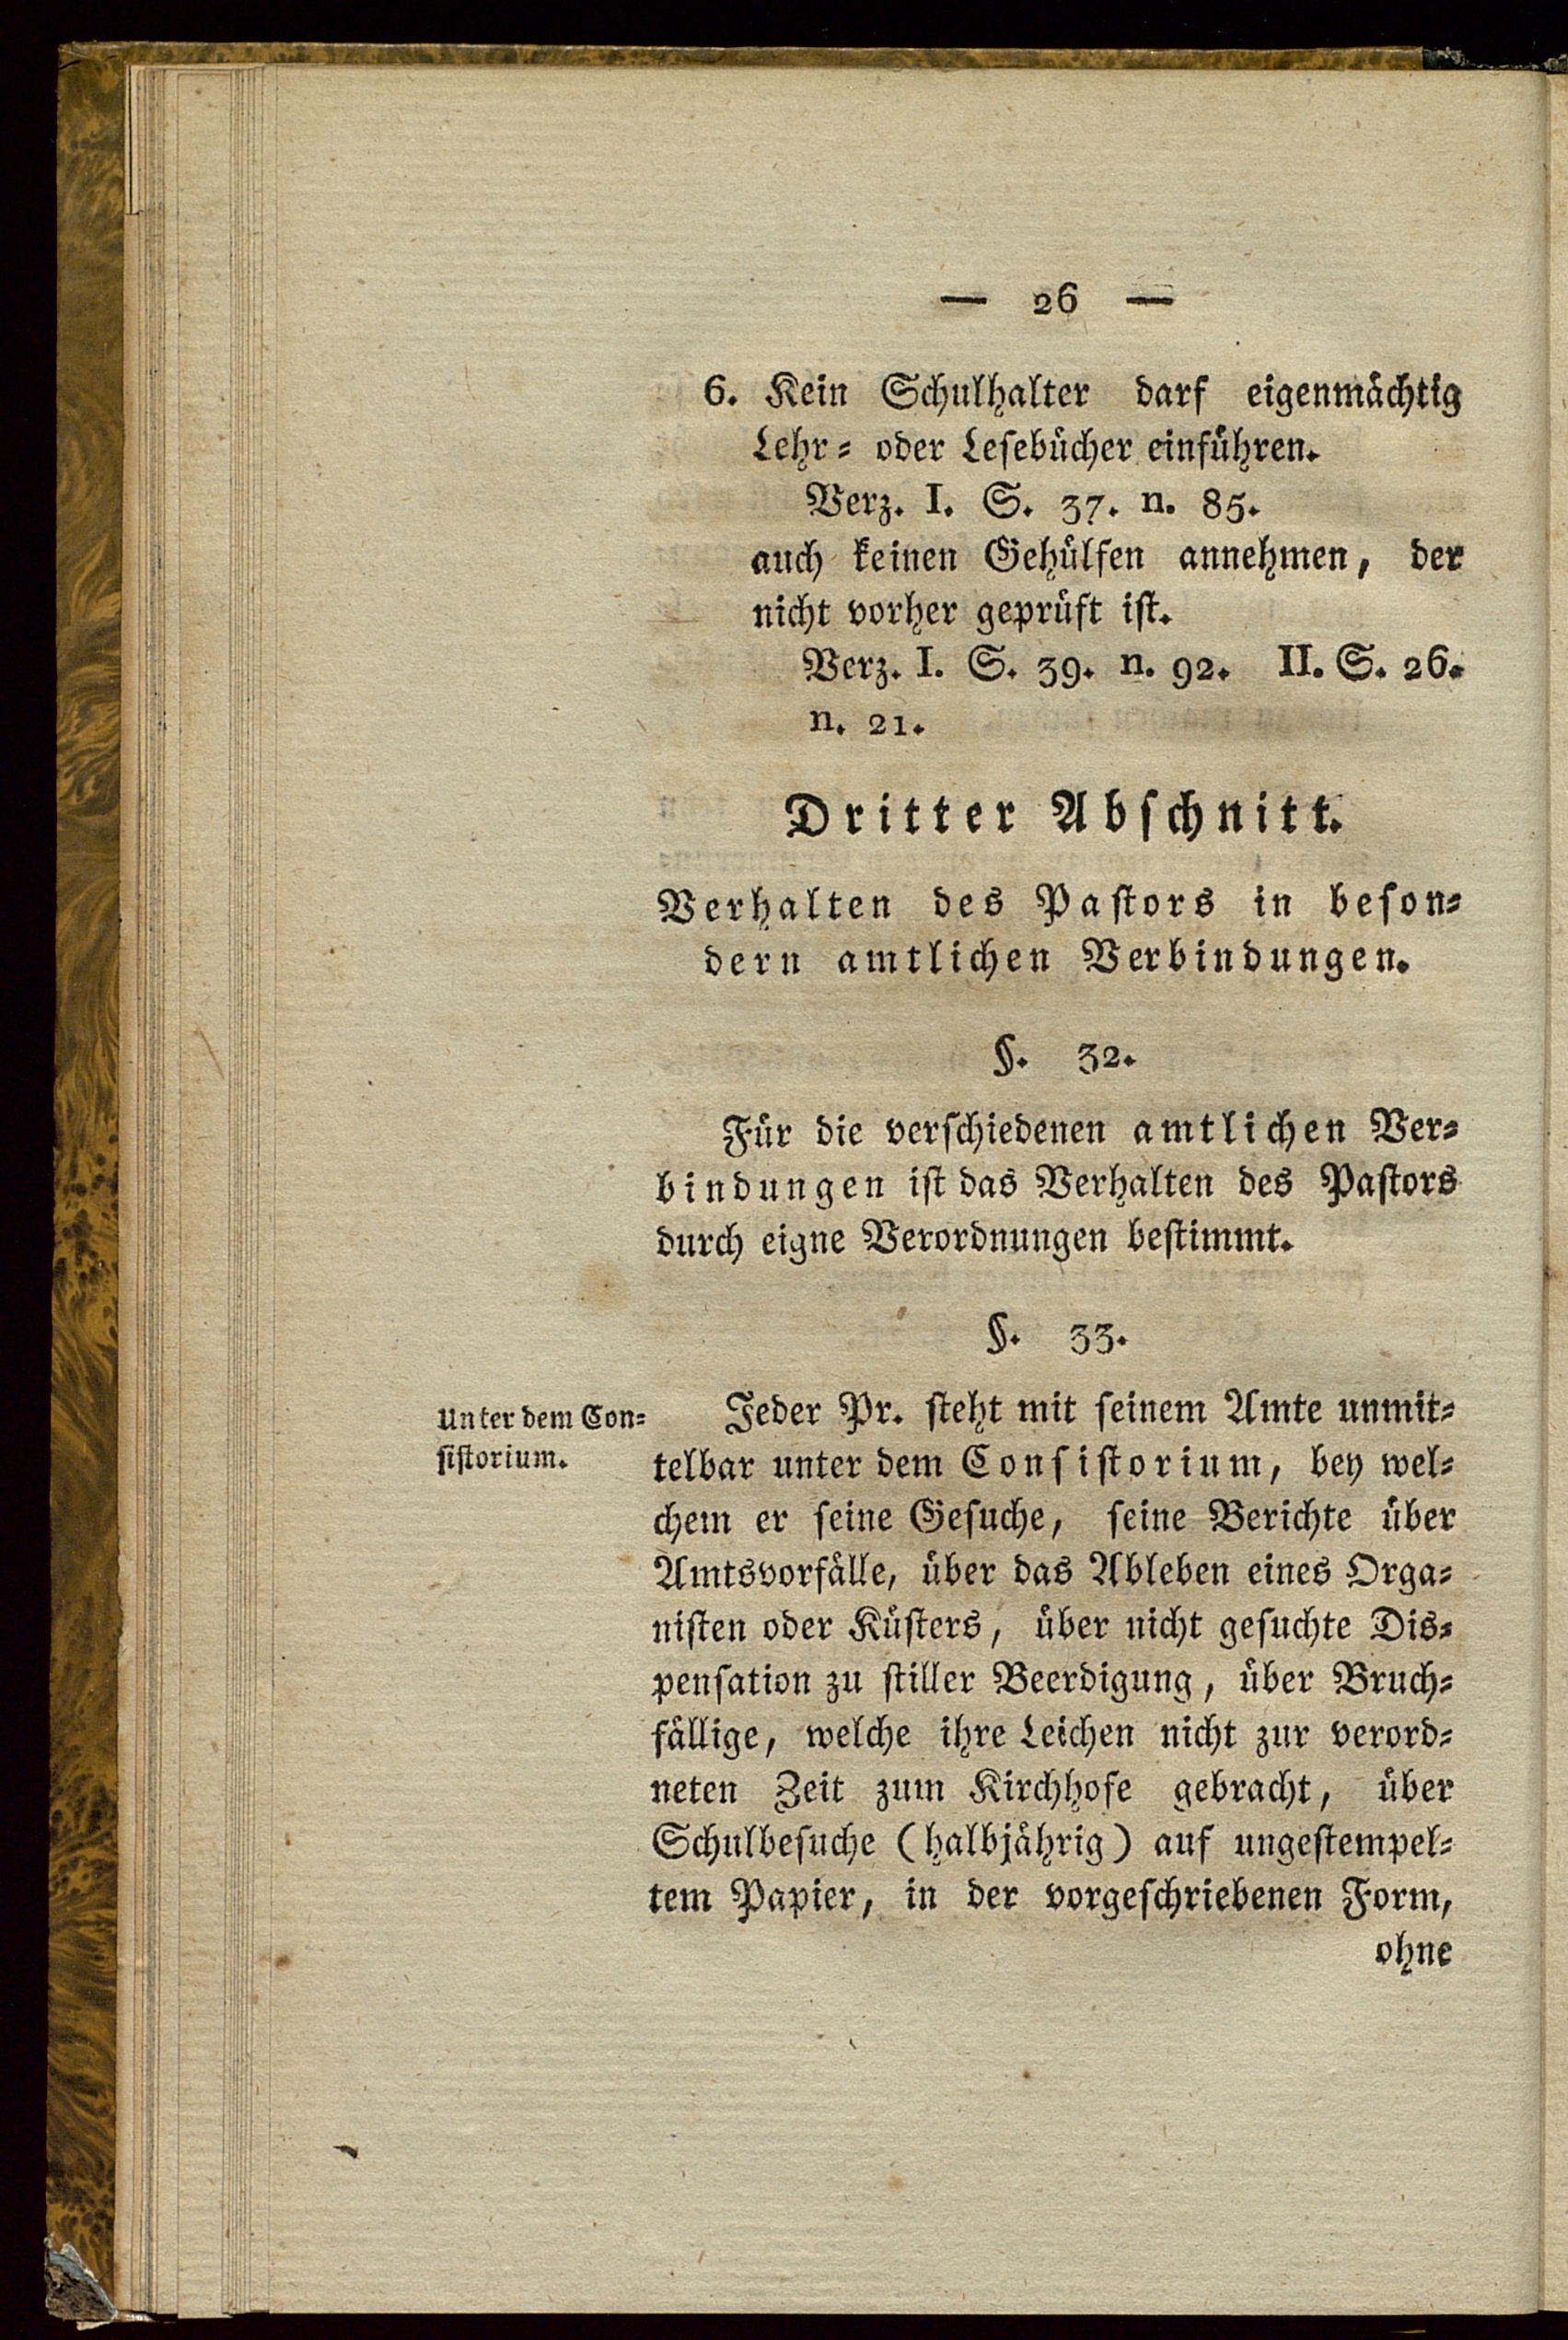 — 26 —
6. Kein Schulhalter darf eigenmächtig
Lehr= oder Lesebücher einführen.
Verz. I. S. 37. n. 85.
auch keinen Gehülfen annehmen, der
nicht vorher geprüft ist.
Verz. I. S. 39. n. 92. II. S. 26.
n. 21.
Dritter Abschnitt.
Verhalten des Pastors in beson=
dern amtlichen Verbindungen.
§. 32.
Für die verschiedenen amtlichen Ver=
bindungen ist das Verhalten des Pastors
durch eigne Verordnungen bestimmt.
§. 33.
Unter dem Con=
sistorium.
Jeder Pr. steht mit seinem Amte unmit=
telbar unter dem Consistorium, bey wel=
chem er seine Gesuche, seine Berichte über
Amtsvorfälle, über das Ableben eines Orga=
nisten oder Küsters, über nicht gesuchte Dis=
pensation zu stiller Beerdigung, über Bruch=
fällige, welche ihre Leichen nicht zur verord=
neten Zeit zum Kirchhofe gebracht, über
Schulbesuche (halbjährig) auf ungestempel=
tem Papier, in der vorgeschriebenen Form,
ohne